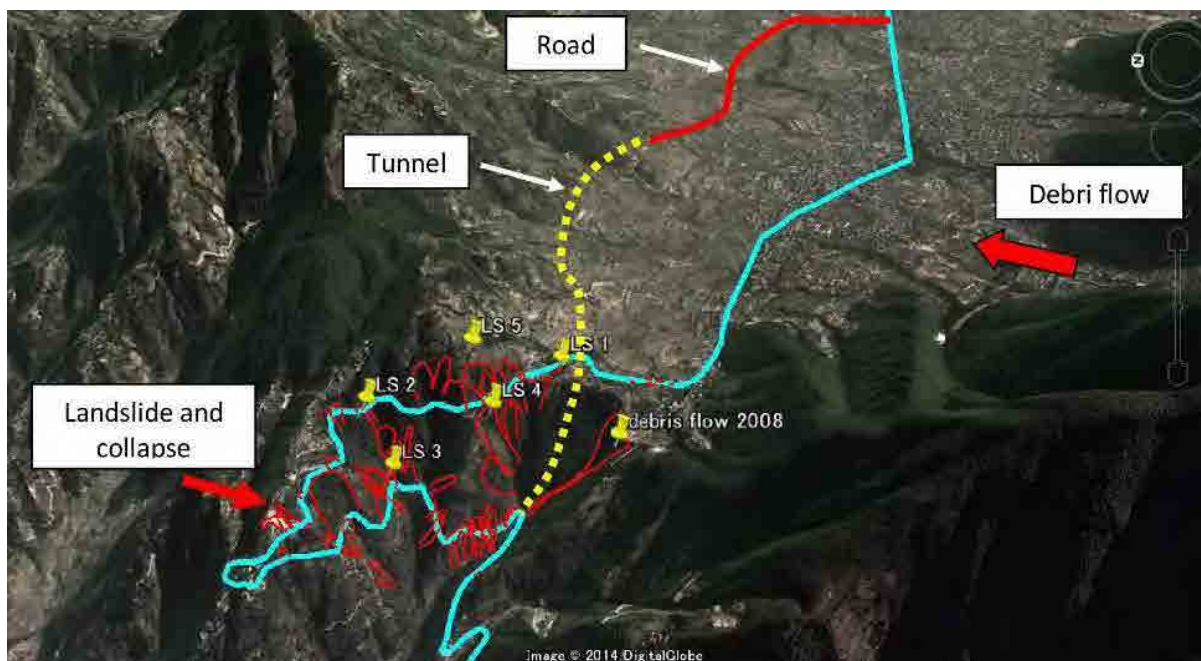 Road
Tunnel
Debri flow
LS 5
LS 1
LS 2
LS 4
debris flow 2008
Landslide and
collapse
LS 3
Image © 2014 DigitalGlobe
N